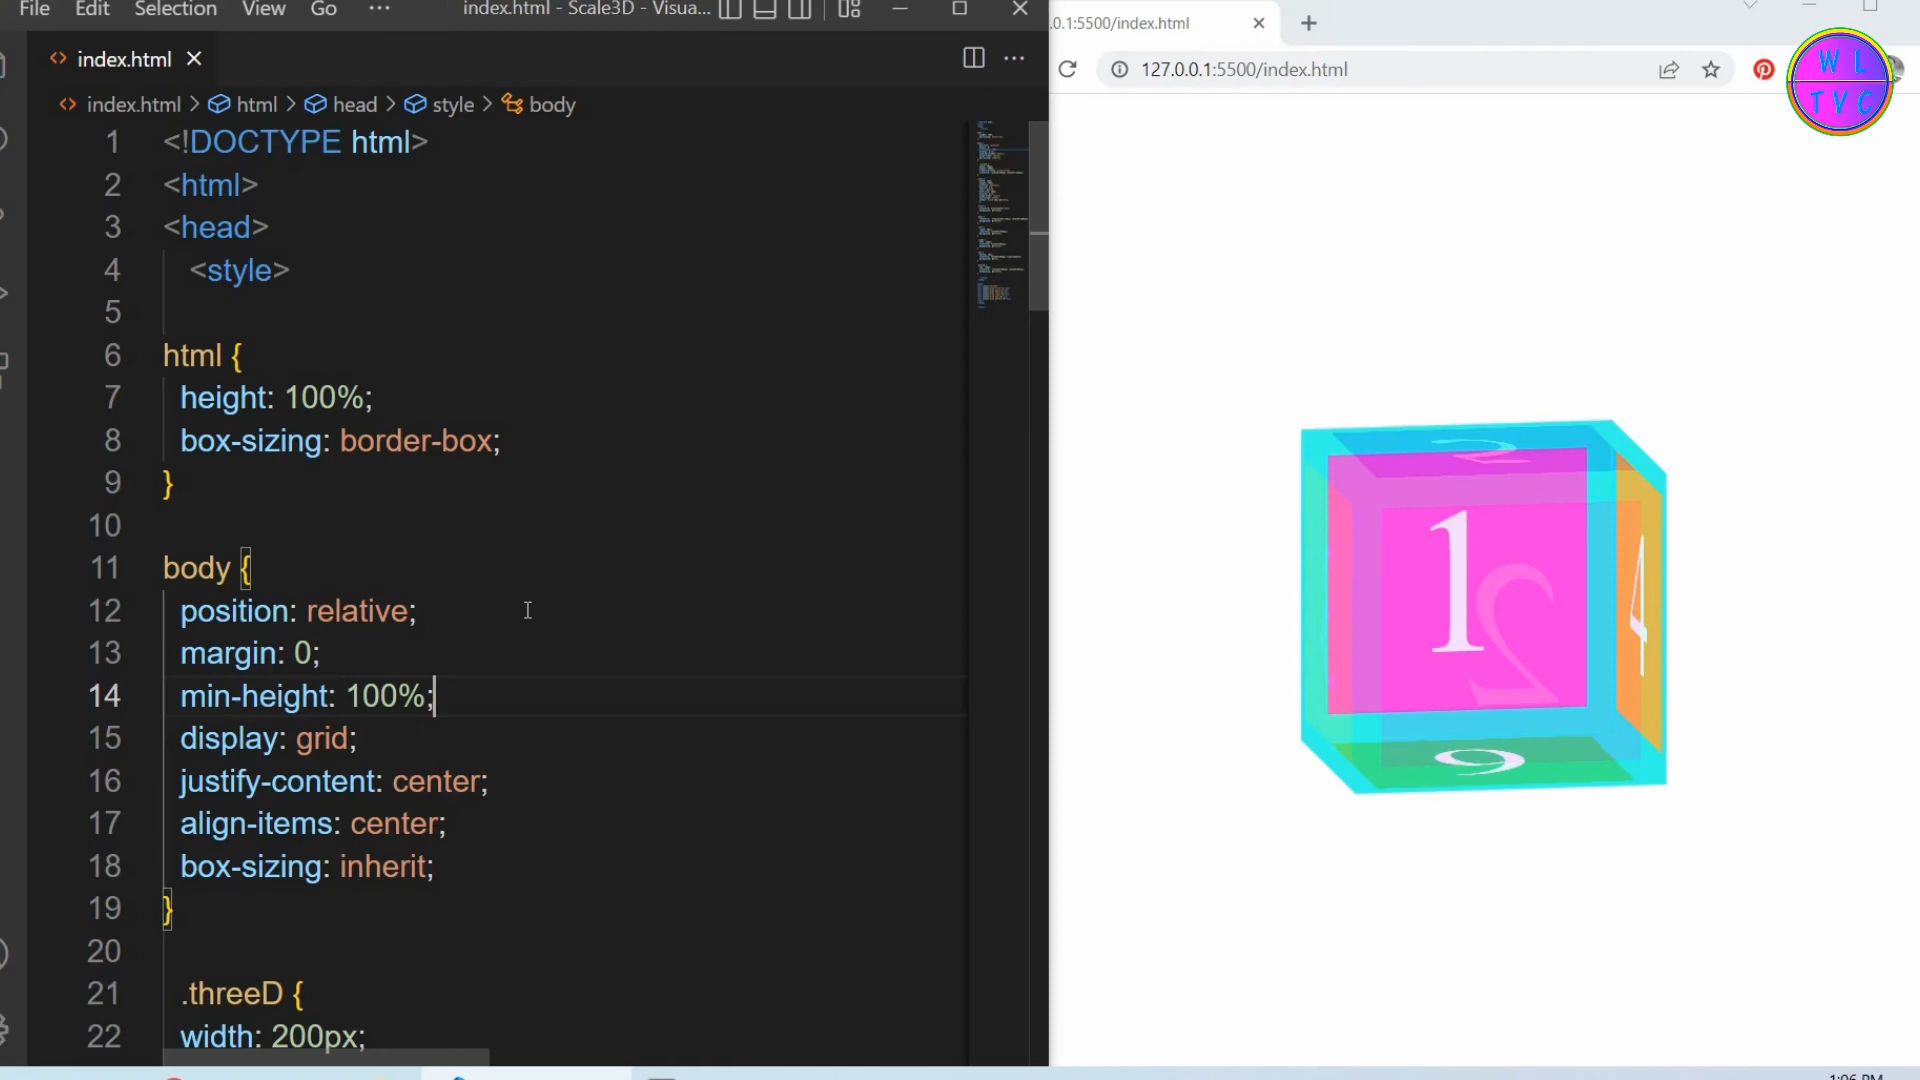 File Edit Selection View Go ··· index.html - Scale3D - Visua...
index.html
index.html > html > head > style > body
1 <!DOCTYPE html>
2 <html>
3 <head>
4 <style>
5
6 html {
7 height: 100%;
8 box-sizing: border-box;
9 }
10
11 body {
12 position: relative;
13 margin: 0;
14 min-height: 100%;
15 display: grid;
16 justify-content: center;
17 align-items: center;
18 box-sizing: inherit;
19 }
20
21 .threeD {
22 width: 200px;
.0.1:5500/index.html
127.0.0.1:5500/index.html
W L
T V C
2
1
2
4
6